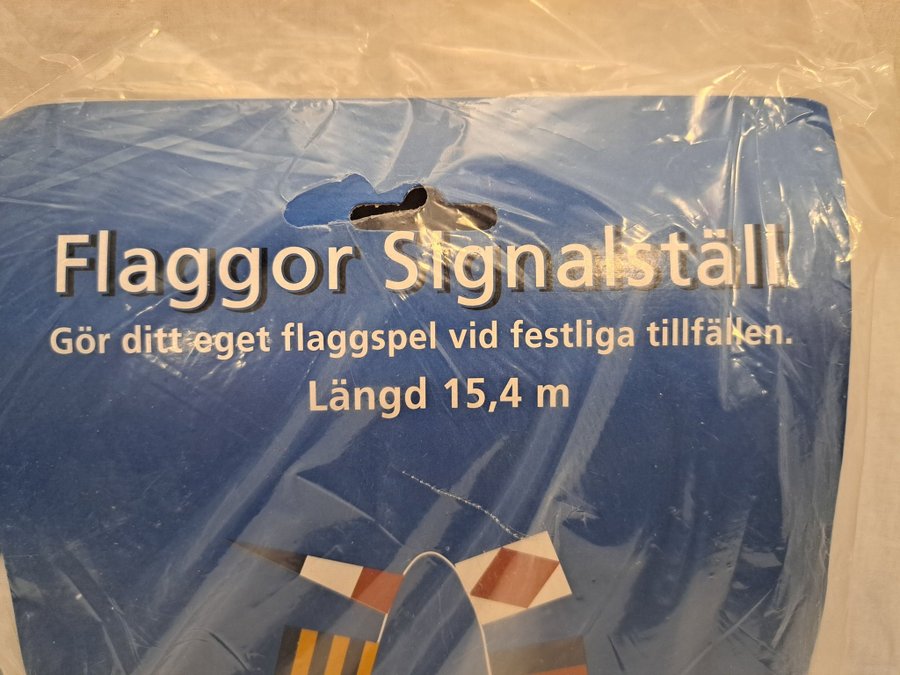 Flaggor Signalställ
Gör ditt eget flaggspel vid festliga tillfällen.
Längd 15,4 m